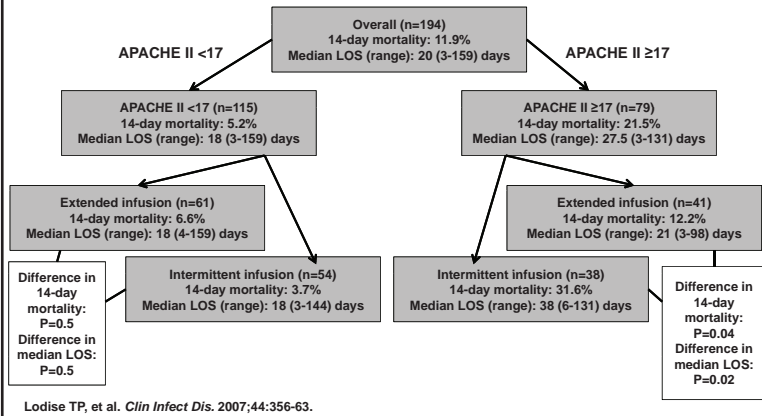 Overall (n=194)
14-day mortality: 11.9%
Median LOS (range): 20 (3-159) days
APACHE II <17
APACHE II ≥17
APACHE II <17 (n=115)
14-day mortality: 5.2%
Median LOS (range): 18 (3-159) days
APACHE II ≥17 (n=79)
14-day mortality: 21.5%
Median LOS (range): 27.5 (3-131) days
Extended infusion (n=61)
14-day mortality: 6.6%
Median LOS (range): 18 (4-159) days
Extended infusion (n=41)
14-day mortality: 12.2%
Median LOS (range): 21 (3-98) days
Intermittent infusion (n=54)
14-day mortality: 3.7%
Median LOS (range): 18 (3-144) days
Intermittent infusion (n=38)
14-day mortality: 31.6%
Median LOS (range): 38 (6-131) days
Difference in
14-day
mortality:
P=0.5
Difference in
median LOS:
P=0.5
Difference in
14-day
mortality:
P=0.04
Difference in
median LOS:
P=0.02
Lodise TP, et al. Clin Infect Dis. 2007;44:356-63.